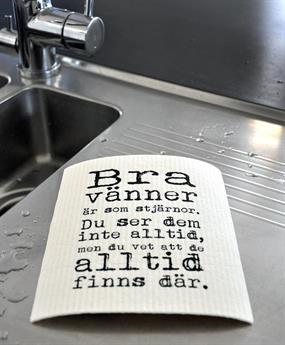 Bra
vänner
är som stjärnor.
Du ser dem
inte alltid,
men du vet att de
alltid
finns där.